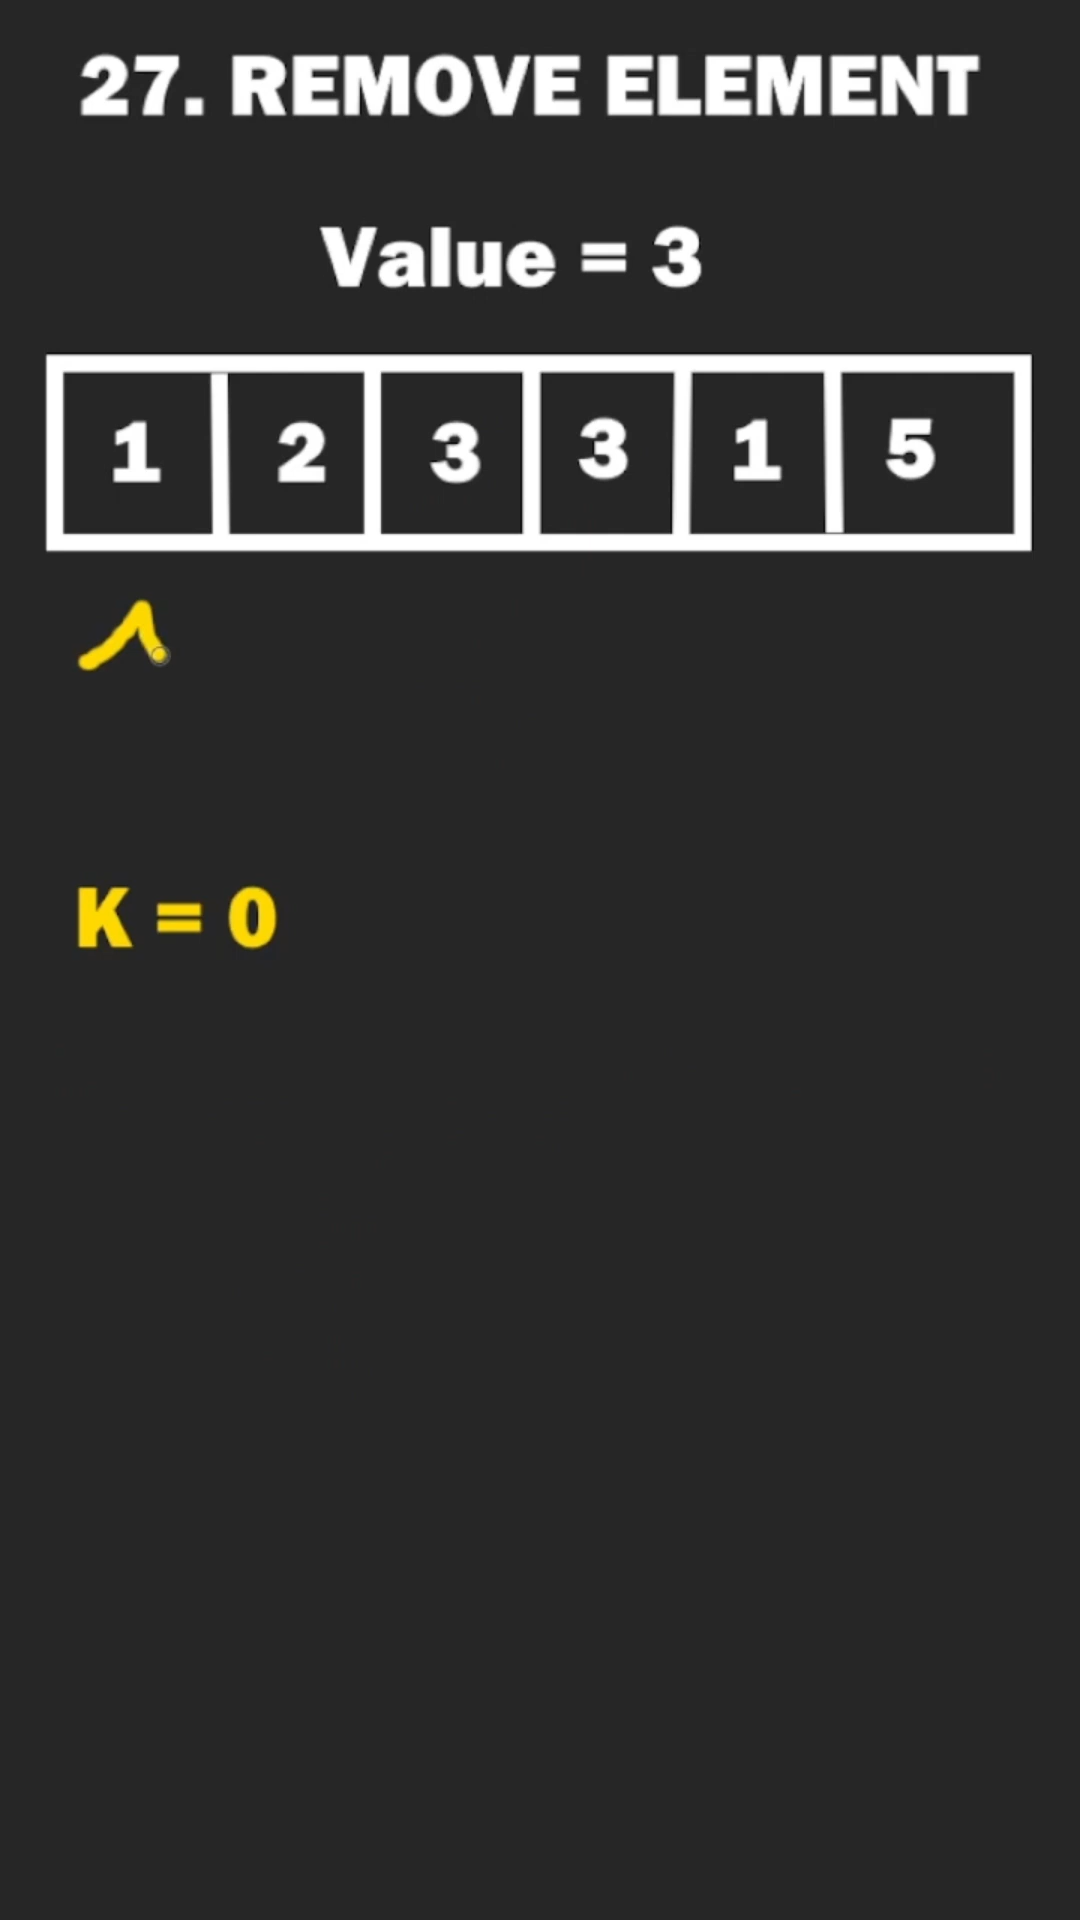 27. REMOVE ELEMENT
Value = 3
1 2 3 3 1 5
K = 0